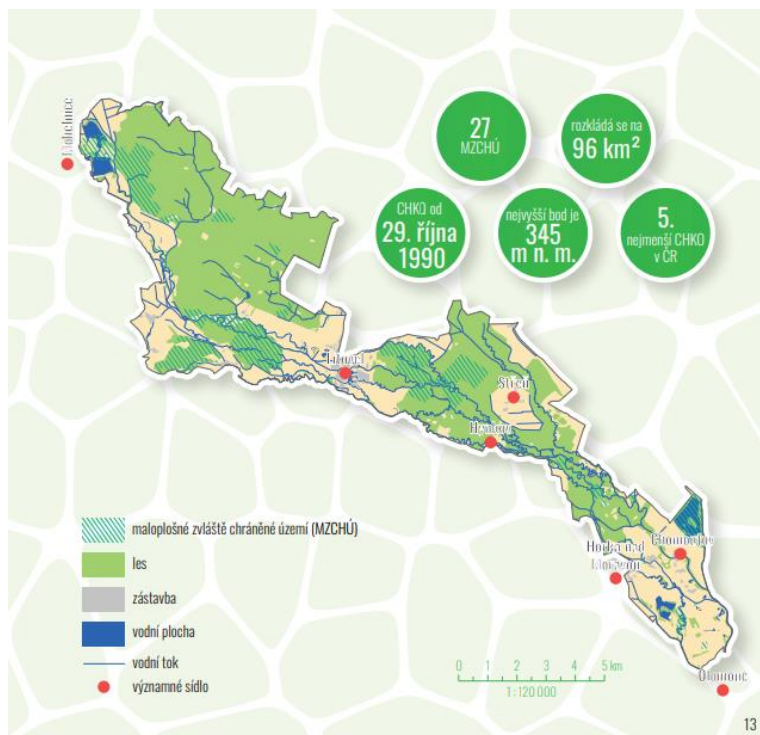 Mohelnice
27
MZCHÚ
rozkládá se na
96 km²
CHKO od
29. října
1990
nejvyšší bod je
345
m n. m.
5.
nejmenší CHKO
v ČR
Litovel
Střeň
Hynkov
Chomoutov
Horka nad
Moravou
Olomouc
maloplošné zvláště chráněné území (MZCHÚ)
les
zástavba
vodní plocha
vodní tok
významné sídlo
0 1 2 3 4 5 km
1 : 120 000
13